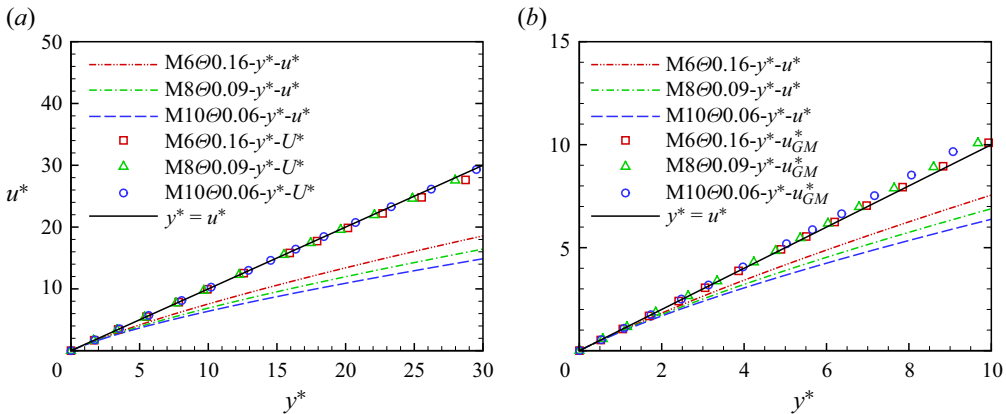 (a)
50
M6Θ0.16-y*-u*
M8Θ0.09-y*-u*
40
M10Θ0.06-y*-u*
M6Θ0.16-y*-U*
30
M8Θ0.09-y*-U*
M10Θ0.06-y*-U*
u*
y* = u*
20
10
0
5
10
15
20
25
30
y*
(b)
15
M6Θ0.16-y*-u*
M8Θ0.09-y*-u*
M10Θ0.06-y*-u*
M6Θ0.16-y*-u*GM
10
M8Θ0.09-y*-u*GM
M10Θ0.06-y*-u*GM
y* = u*
5
0
2
4
6
8
10
y*